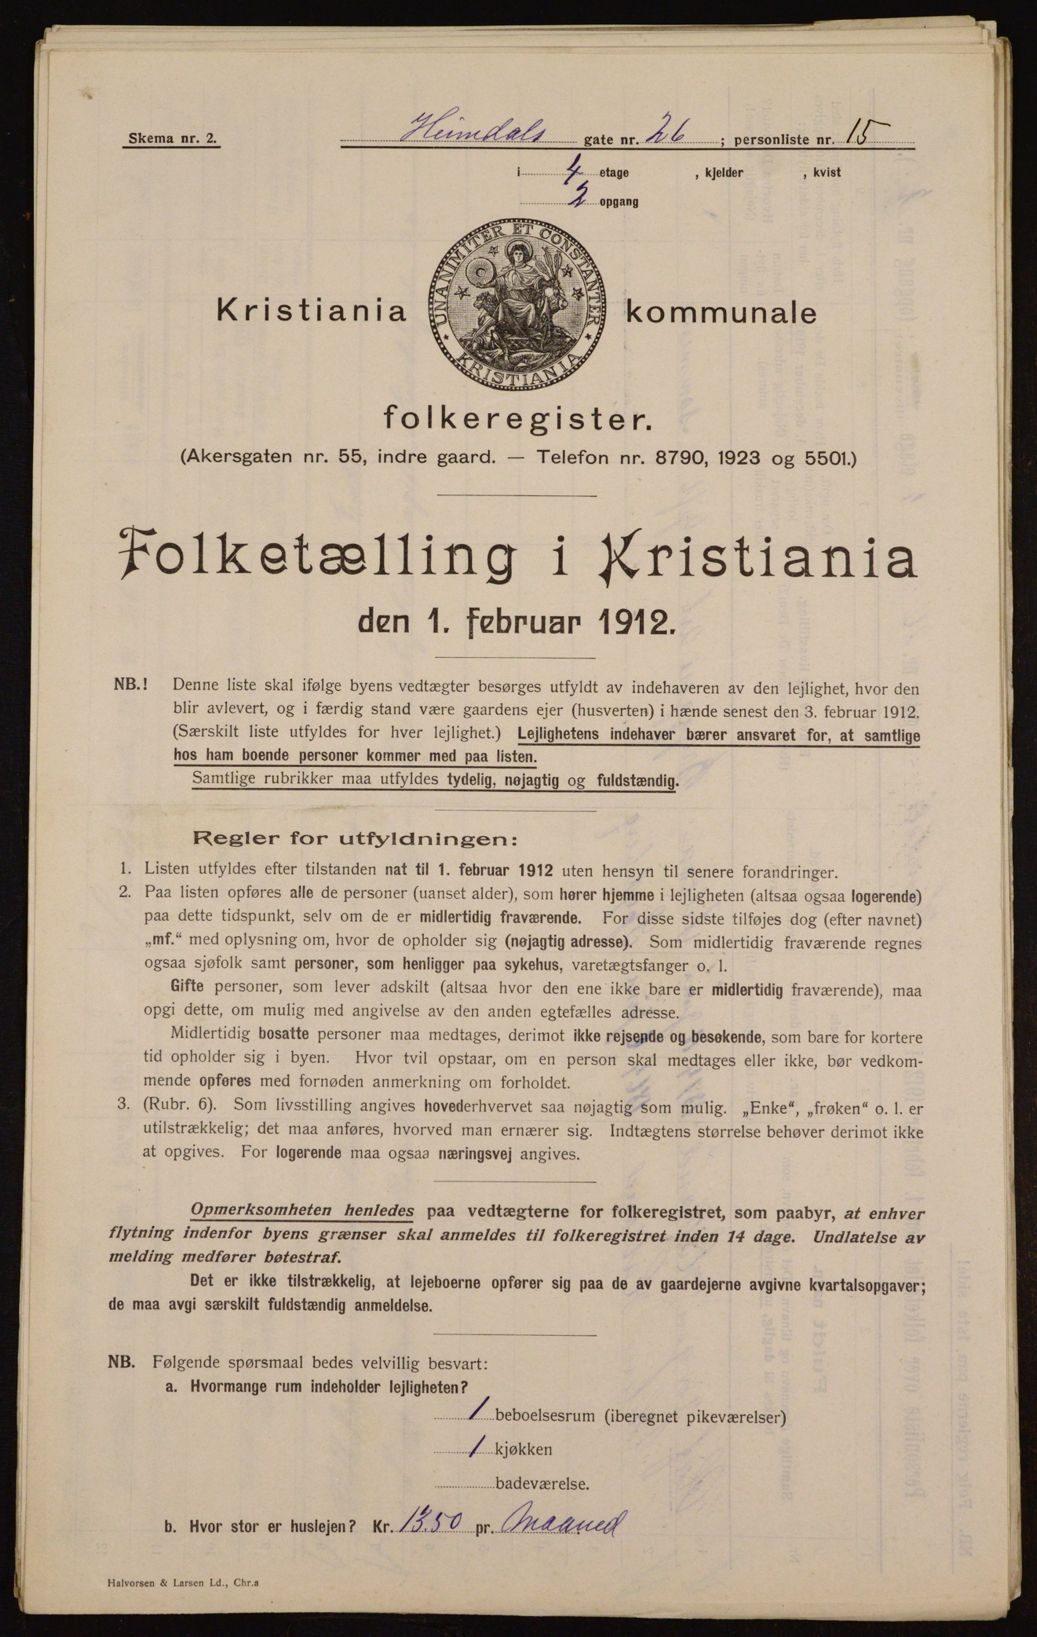 Skema nr. 2.
Heimdals gate nr. 26 ; personliste nr. 15
i 4 etage , kjelder , kvist
2 opgang
UNANIMITER ET CONSTANTER
KRISTIANIA
Kristiania kommunale
folkeregister.
(Akersgaten nr. 55, indre gaard. — Telefon nr. 8790, 1923 og 5501.)
Folketælling i Kristiania
den 1. februar 1912.
NB.! Denne liste skal ifølge byens vedtægter besørges utfyldt av indehaveren av den lejlighet, hvor den
blir avlevert, og i færdig stand være gaardens ejer (husverten) i hænde senest den 3. februar 1912.
(Særskilt liste utfyldes for hver lejlighet.) Lejlighetens indehaver bærer ansvaret for, at samtlige
hos ham boende personer kommer med paa listen.
Samtlige rubrikker maa utfyldes tydelig, nøjagtig og fuldstændig.
Regler for utfyldningen:
1. Listen utfyldes efter tilstanden nat til 1. februar 1912 uten hensyn til senere forandringer.
2. Paa listen opføres alle de personer (uanset alder), som hører hjemme i lejligheten (altsaa ogsaa logerende)
paa dette tidspunkt, selv om de er midlertidig fraværende. For disse sidste tilføjes dog (efter navnet)
„mf.“ med oplysning om, hvor de opholder sig (nøjagtig adresse). Som midlertidig fraværende regnes
ogsaa sjøfolk samt personer, som henligger paa sykehus, varetægtsfanger o. l.
Gifte personer, som lever adskilt (altsaa hvor den ene ikke bare er midlertidig fraværende), maa
opgi dette, om mulig med angivelse av den anden egtefælles adresse.
Midlertidig bosatte personer maa medtages, derimot ikke rejsende og besøkende, som bare for kortere
tid opholder sig i byen. Hvor tvil opstaar, om en person skal medtages eller ikke, bør vedkom-
mende opføres med fornøden anmerkning om forholdet.
3. (Rubr. 6). Som livsstilling angives hovederhvervet saa nøjagtig som mulig. „Enke“, „frøken“ o. l. er
utilstrækkelig; det maa anføres, hvorved man ernærer sig. Indtægtens størrelse behøver derimot ikke
at opgives. For logerende maa ogsaa næringsvej angives.
Opmerksomheten henledes paa vedtægterne for folkeregistret, som paabyr, at enhver
flytning indenfor byens grænser skal anmeldes til folkeregistret inden 14 dage. Undlatelse av
melding medfører bøtestraf.
Det er ikke tilstrækkelig, at lejeboerne opfører sig paa de av gaardejerne avgivne kvartalsopgaver;
de maa avgi særskilt fuldstændig anmeldelse.
NB. Følgende spørsmaal bedes velvillig besvart:
a. Hvormange rum indeholder lejligheten?
1 beboelsesrum (iberegnet pikeværelser)
1 kjøkken
badeværelse.
b. Hvor stor er huslejen? Kr. 13.50 pr. Maaned
Halvorsen & Larsen Ld., Chr.a